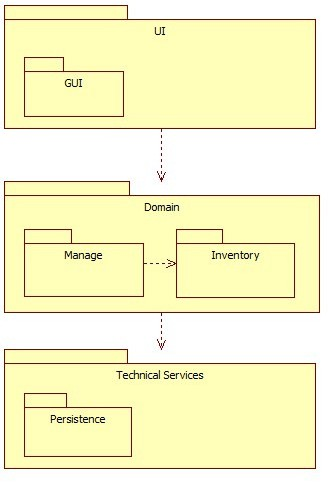 UI
GUI
Domain
Manage
Inventory
Technical Services
Persistence